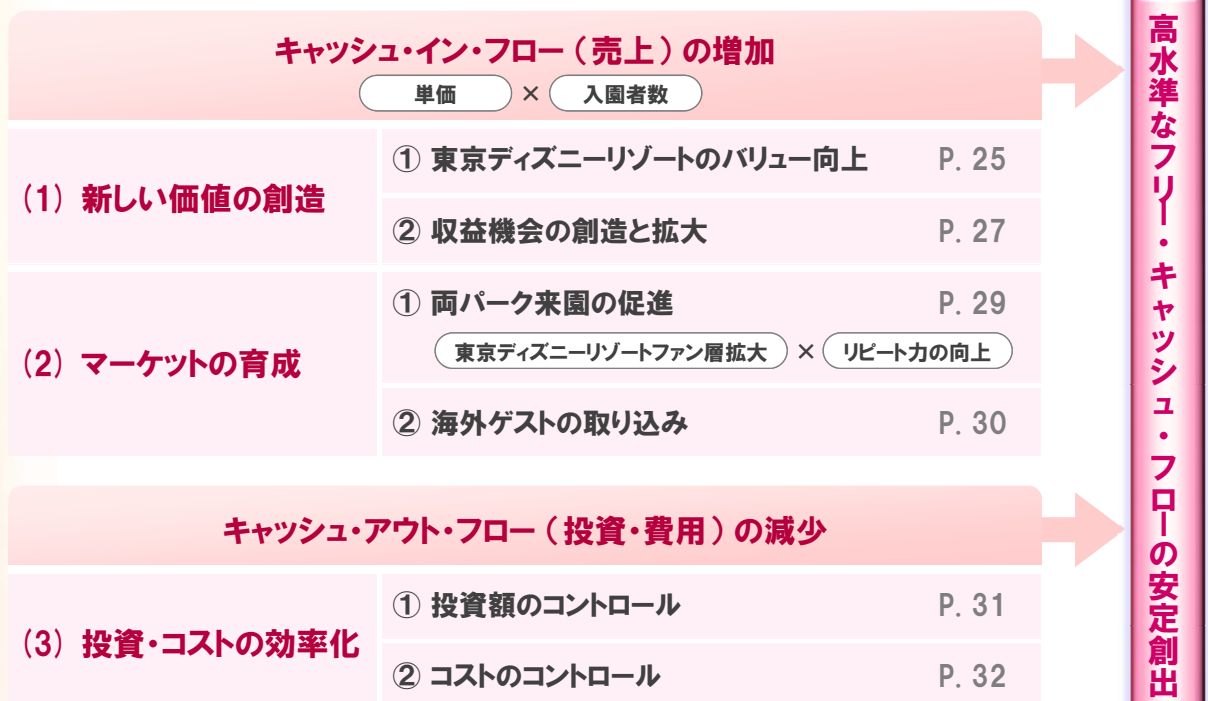 キャッシュ・イン・フロー（売上）の増加
単価 × 入園者数
(1) 新しい価値の創造
① 東京ディズニーリゾートのバリュー向上 P. 25
② 収益機会の創造と拡大 P. 27
(2) マーケットの育成
① 両パーク来園の促進 P. 29
東京ディズニーリゾートファン層拡大 × リピート力の向上
② 海外ゲストの取り込み P. 30
キャッシュ・アウト・フロー（投資・費用）の減少
(3) 投資・コストの効率化
① 投資額のコントロール P. 31
② コストのコントロール P. 32
高水準なフリー・キャッシュ・フローの安定創出